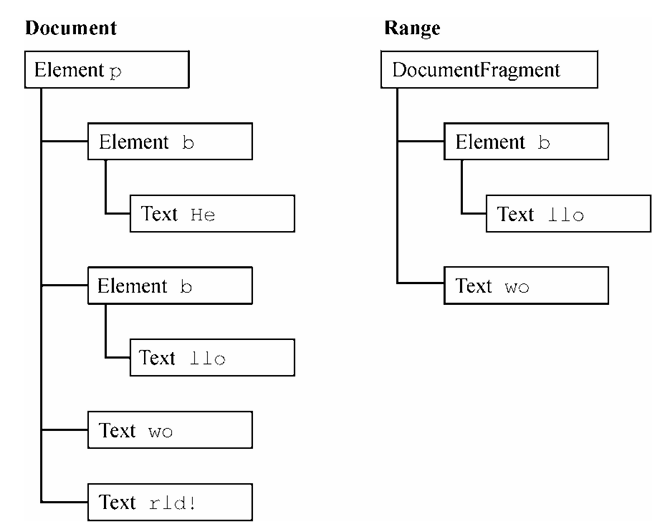 Document
Element p
Element b
Text He
Element b
Text llo
Text wo
Text rld!
Range
DocumentFragment
Element b
Text llo
Text wo